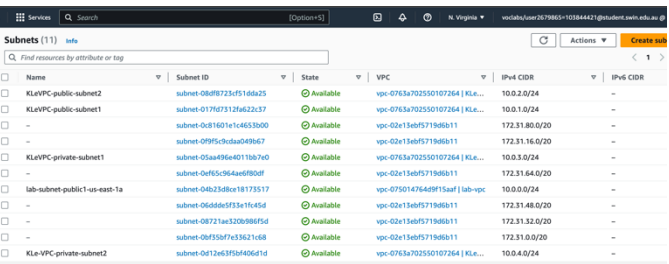 Services Search [Option+S] N. Virginia ▼ voclabs/user2679865=103844421@student.swin.edu.au @
Subnets (11) Info Actions ▼ Create sub
Find resources by attribute or tag < 1 >
Name Subnet ID State VPC IPv4 CIDR IPv6 CIDR
KLeVPC-public-subnet2 subnet-08df8723cf51dda25 Available vpc-0763a702550107264 | KLe... 10.0.2.0/24 –
KLeVPC-public-subnet1 subnet-017fd7312fa622c37 Available vpc-0763a702550107264 | KLe... 10.0.1.0/24 –
– subnet-0c81601e1c4653b00 Available vpc-02e13ebf5719d6b11 172.31.80.0/20 –
– subnet-0f9f5c9cdaa049b67 Available vpc-02e13ebf5719d6b11 172.31.16.0/20 –
KLeVPC-private-subnet1 subnet-05aa496e4011bb7e0 Available vpc-0763a702550107264 | KLe... 10.0.3.0/24 –
– subnet-0ef65c964ae6f80df Available vpc-02e13ebf5719d6b11 172.31.64.0/20 –
lab-subnet-public1-us-east-1a subnet-04b23d8ce18173517 Available vpc-075014764d9f15aaf | lab-vpc 10.0.0.0/24 –
– subnet-06ddde5f33e1fc45d Available vpc-02e13ebf5719d6b11 172.31.48.0/20 –
– subnet-08721ae320b986f5d Available vpc-02e13ebf5719d6b11 172.31.32.0/20 –
– subnet-0bf35bf7e33621c68 Available vpc-02e13ebf5719d6b11 172.31.0.0/20 –
KLe-VPC-private-subnet2 subnet-0d12e63f5bf406d1d Available vpc-0763a702550107264 | KLe... 10.0.4.0/24 –